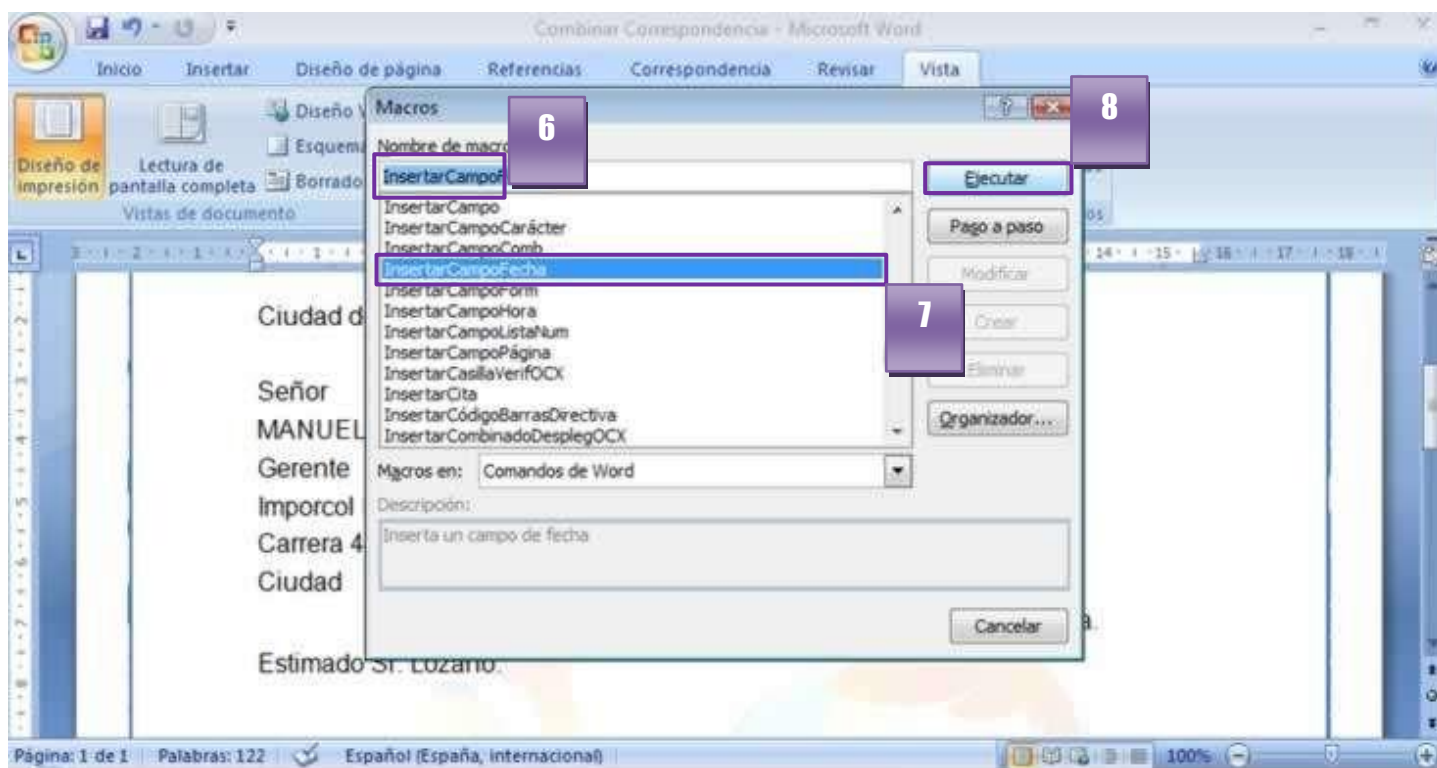 Combinar Correspondencia - Microsoft Word
Inicio Insertar Diseño de página Referencias Correspondencia Revisar Vista
Diseño de impresión
Lectura de pantalla completa
Diseño
Esquema
Borrado
Vistas de documento
Macros
6
8
Nombre de macro
InsertarCampoF
Ejecutar
InsertarCampo
InsertarCampoCarácter
InsertarCampoComb
InsertarCampoFecha
InsertarCampoForm
InsertarCampoHora
InsertarCampoListaNum
InsertarCampoPágina
InsertarCasillaVerifOCX
InsertarCita
InsertarCódigoBarrasDirectiva
InsertarCombinadoDesplegOCX
7
Paso a paso
Modificar
Crear
Eliminar
Organizador...
Macros en: Comandos de Word
Descripción:
Inserta un campo de fecha
Cancelar
Ciudad d
Señor
MANUEL
Gerente
Imporcol
Carrera 4
Ciudad
a.
Estimado Sr. Lozano:
Página: 1 de 1 Palabras: 122 Español (España, internacional) 100%